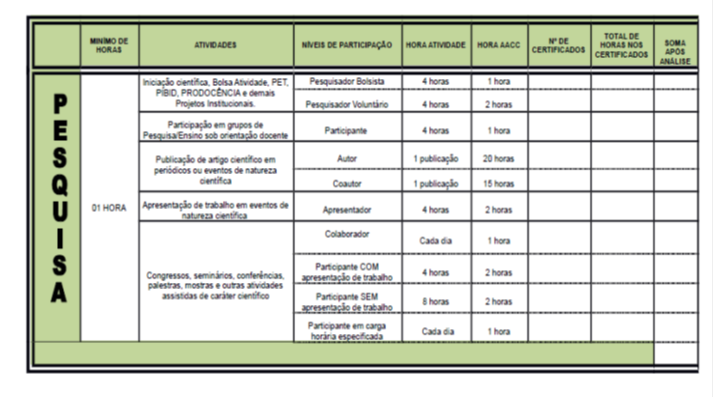 MINÍMO DE
HORAS
ATIVIDADES
NÍVEIS DE PARTICIPAÇÃO
HORA ATIVIDADE
HORA AACC
Nº DE
CERTIFICADOS
TOTAL DE
HORAS NOS
CERTIFICADOS
SOMA
APÓS
ANÁLISE
PESQUISA
01 HORA
Iniciação científica, Bolsa Atividade, PET,
PIBID, PRODOCÊNCIA e demais
Projetos Institucionais.
Pesquisador Bolsista
4 horas
1 hora
Pesquisador Voluntário
4 horas
2 horas
Participação em grupos de
Pesquisa/Ensino sob orientação docente
Participante
4 horas
1 hora
Publicação de artigo científico em
periódicos ou eventos de natureza
científica
Autor
1 publicação
20 horas
Coautor
1 publicação
15 horas
Apresentação de trabalho em eventos de
natureza científica
Apresentador
4 horas
2 horas
Congressos, seminários, conferências,
palestras, mostras e outras atividades
assistidas de caráter científico
Colaborador
Cada dia
1 hora
Participante COM
apresentação de trabalho
4 horas
2 horas
Participante SEM
apresentação de trabalho
8 horas
2 horas
Participante em carga
horária especificada
Cada dia
1 hora